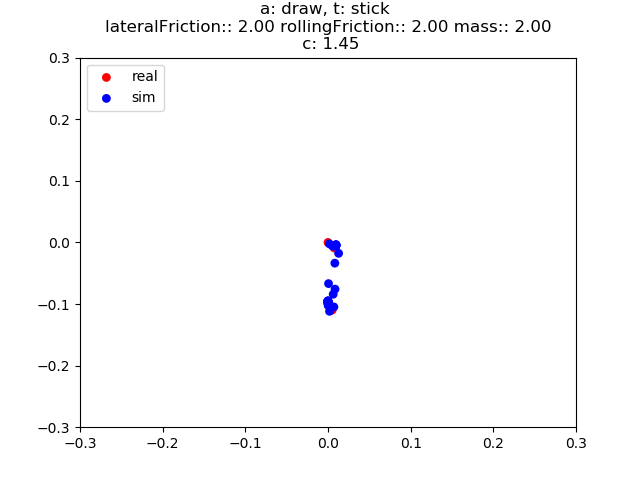 a: draw, t: stick
lateralFriction:: 2.00 rollingFriction:: 2.00 mass:: 2.00
c: 1.45
real
sim
0.3
0.2
0.1
0.0
−0.1
−0.2
−0.3
−0.3
−0.2
−0.1
0.0
0.1
0.2
0.3